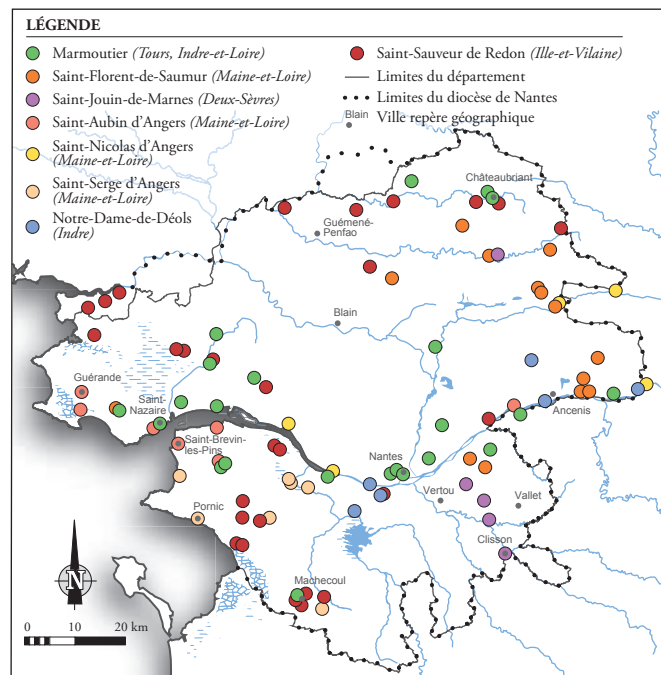 LÉGENDE
Marmoutier (Tours, Indre-et-Loire)
Saint-Florent-de-Saumur (Maine-et-Loire)
Saint-Jouin-de-Marnes (Deux-Sèvres)
Saint-Aubin d'Angers (Maine-et-Loire)
Saint-Nicolas d'Angers
(Maine-et-Loire)
Saint-Serge d'Angers
(Maine-et-Loire)
Notre-Dame-de-Déols
(Indre)
Saint-Sauveur de Redon (Ille-et-Vilaine)
Limites du département
Limites du diocèse de Nantes
Ville repère géographique
Blain
Châteaubriant
Guémené-
Penfao
Blain
Guérande
Saint-
Nazaire
Ancenis
Saint-Brevin-
les-Pins
Nantes
Vertou
Vallet
Pornic
Clisson
Machecoul
N
0 10 20 km